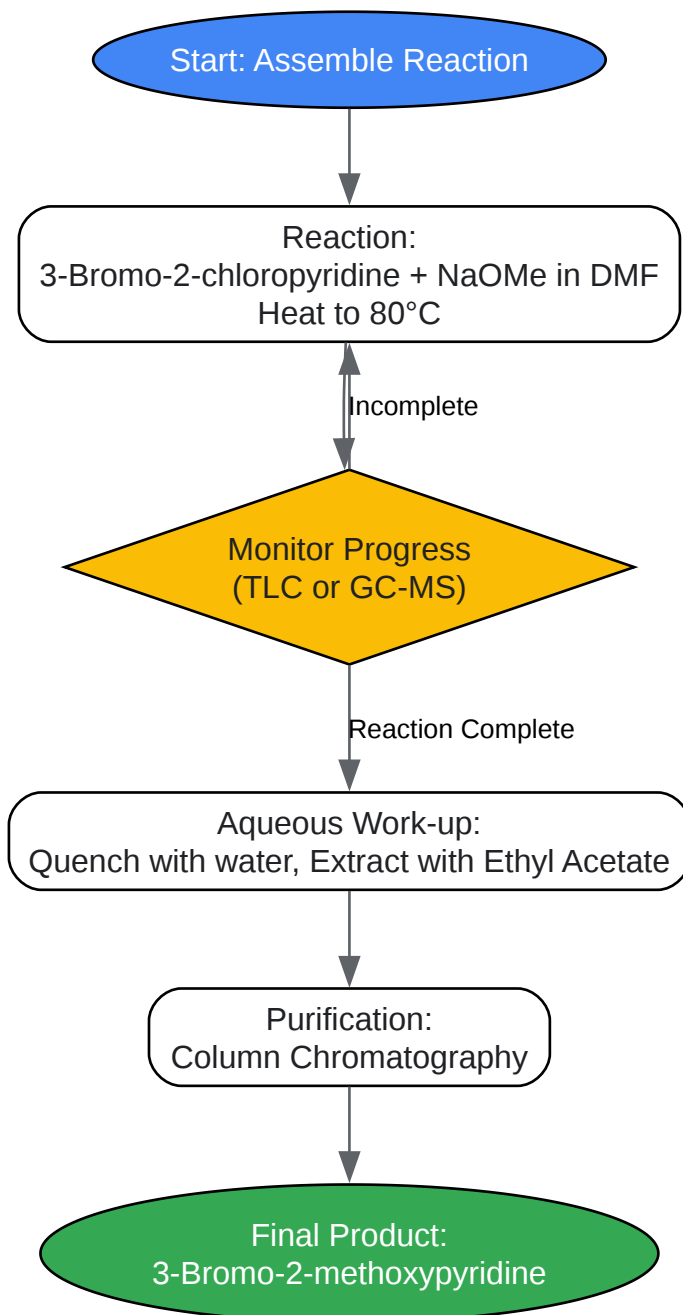 Start: Assemble Reaction
Reaction:
3-Bromo-2-chloropyridine + NaOMe in DMF
Heat to 80°C
Incomplete
Monitor Progress
(TLC or GC-MS)
Reaction Complete
Aqueous Work-up:
Quench with water, Extract with Ethyl Acetate
Purification:
Column Chromatography
Final Product:
3-Bromo-2-methoxypyridine